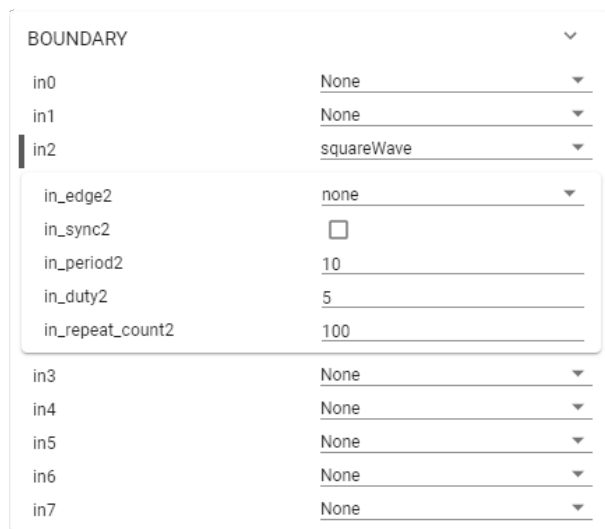 BOUNDARY
in0 None
in1 None
in2 squareWave
in_edge2 none
in_sync2
in_period2 10
in_duty2 5
in_repeat_count2 100
in3 None
in4 None
in5 None
in6 None
in7 None